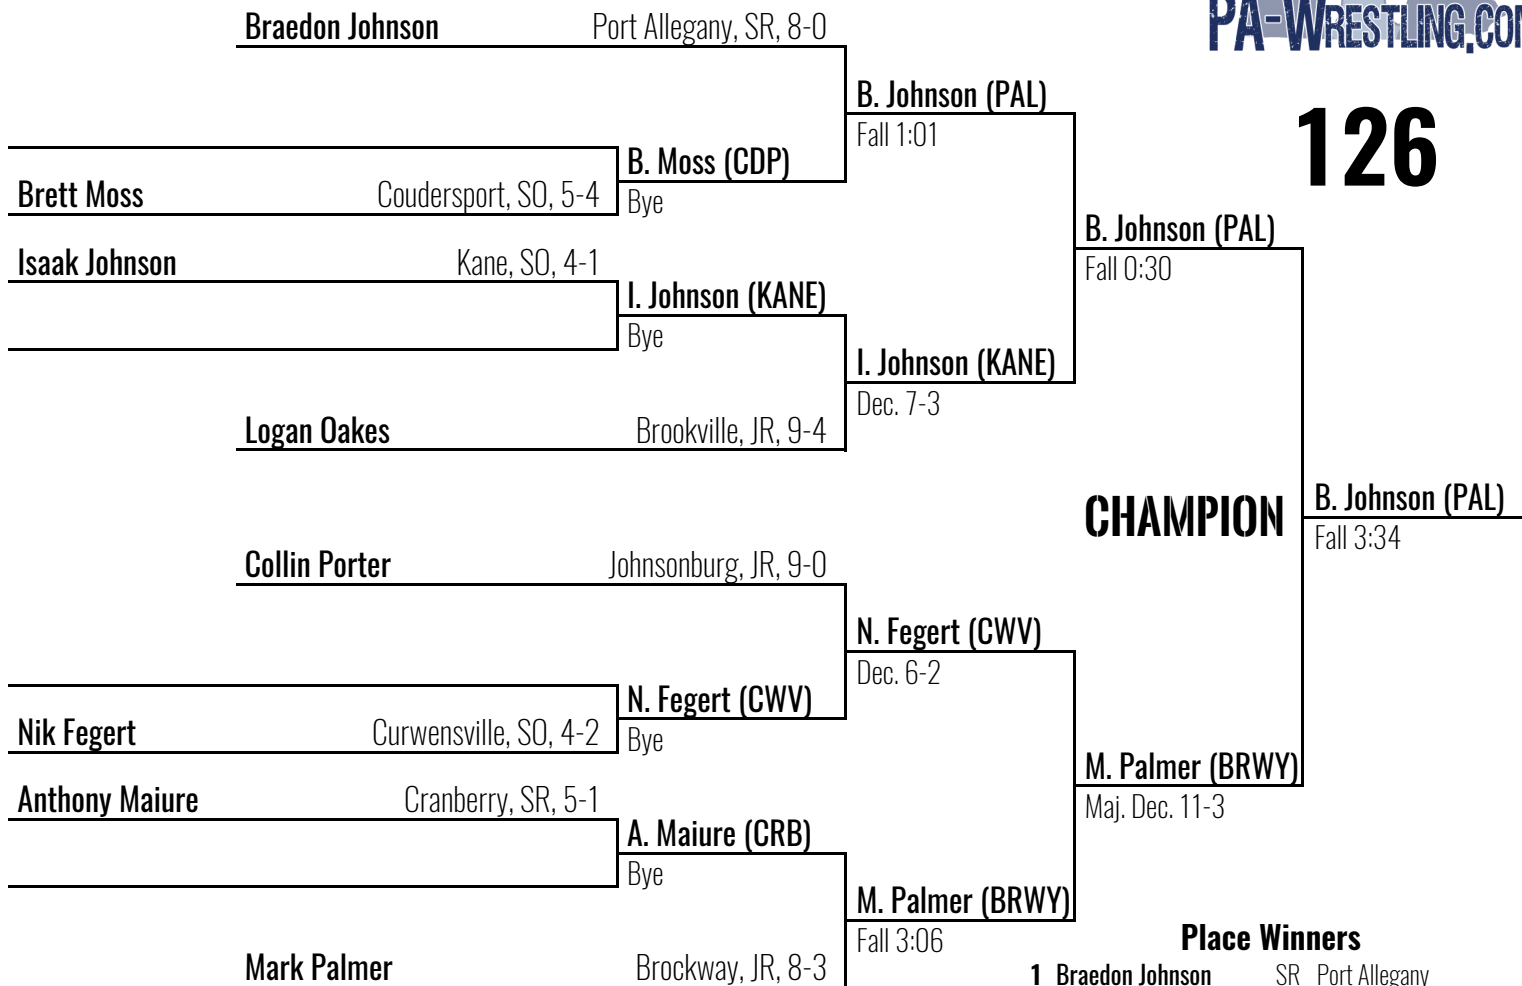 PA-WRESTLING.COM
126
Braedon Johnson Port Allegany, SR, 8-0
B. Johnson (PAL)
Fall 1:01
B. Moss (CDP)
Bye
Brett Moss Coudersport, SO, 5-4
B. Johnson (PAL)
Fall 0:30
Isaak Johnson Kane, SO, 4-1
I. Johnson (KANE)
Bye
I. Johnson (KANE)
Dec. 7-3
Logan Oakes Brookville, JR, 9-4
CHAMPION
B. Johnson (PAL)
Fall 3:34
Collin Porter Johnsonburg, JR, 9-0
N. Fegert (CWV)
Dec. 6-2
N. Fegert (CWV)
Bye
Nik Fegert Curwensville, SO, 4-2
M. Palmer (BRWY)
Maj. Dec. 11-3
Anthony Maiure Cranberry, SR, 5-1
A. Maiure (CRB)
Bye
M. Palmer (BRWY)
Fall 3:06
Mark Palmer Brockway, JR, 8-3
Place Winners
1 Braedon Johnson SR Port Allegany